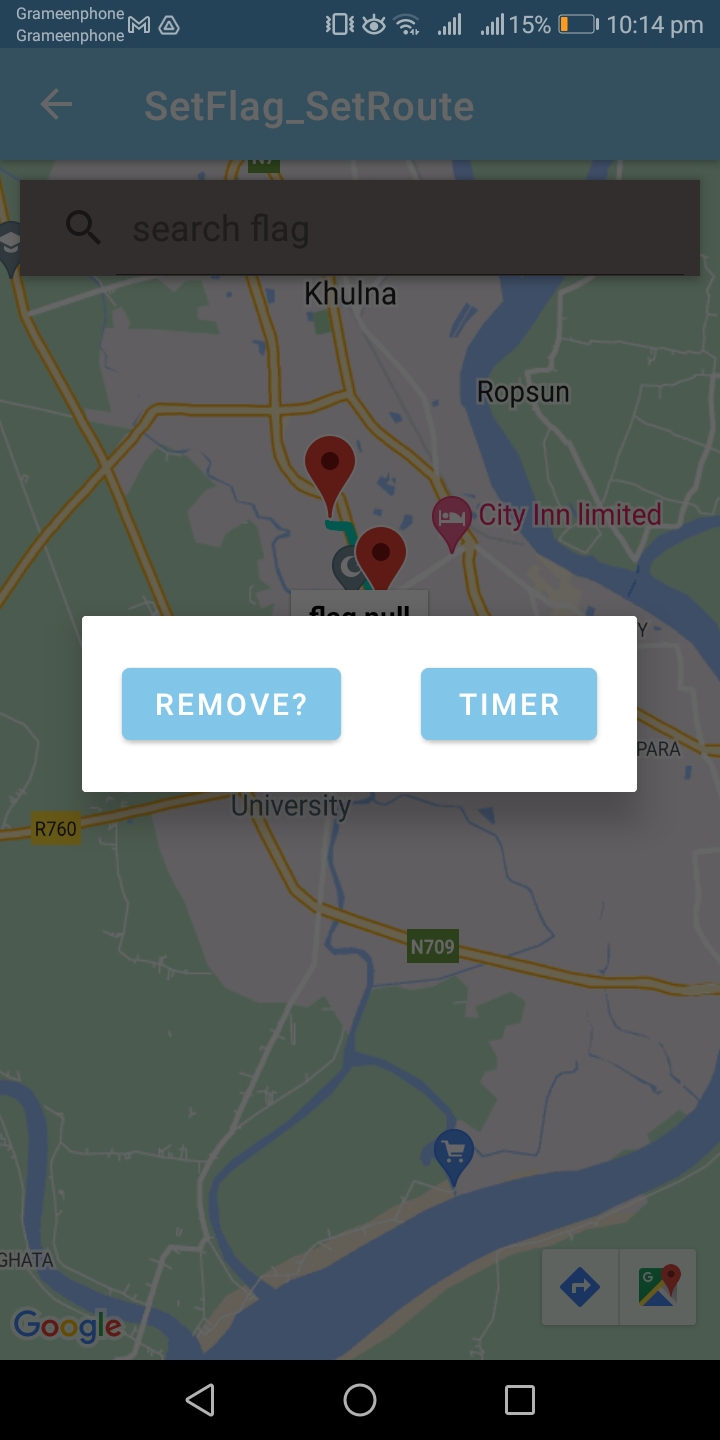 Grameenphone
Grameenphone
15% 10:14 pm
SetFlag_SetRoute
N7
search flag
Khulna
Ropsun
City Inn limited
flag null
Y
REMOVE?
TIMER
PARA
University
R760
N709
GHATA
Google